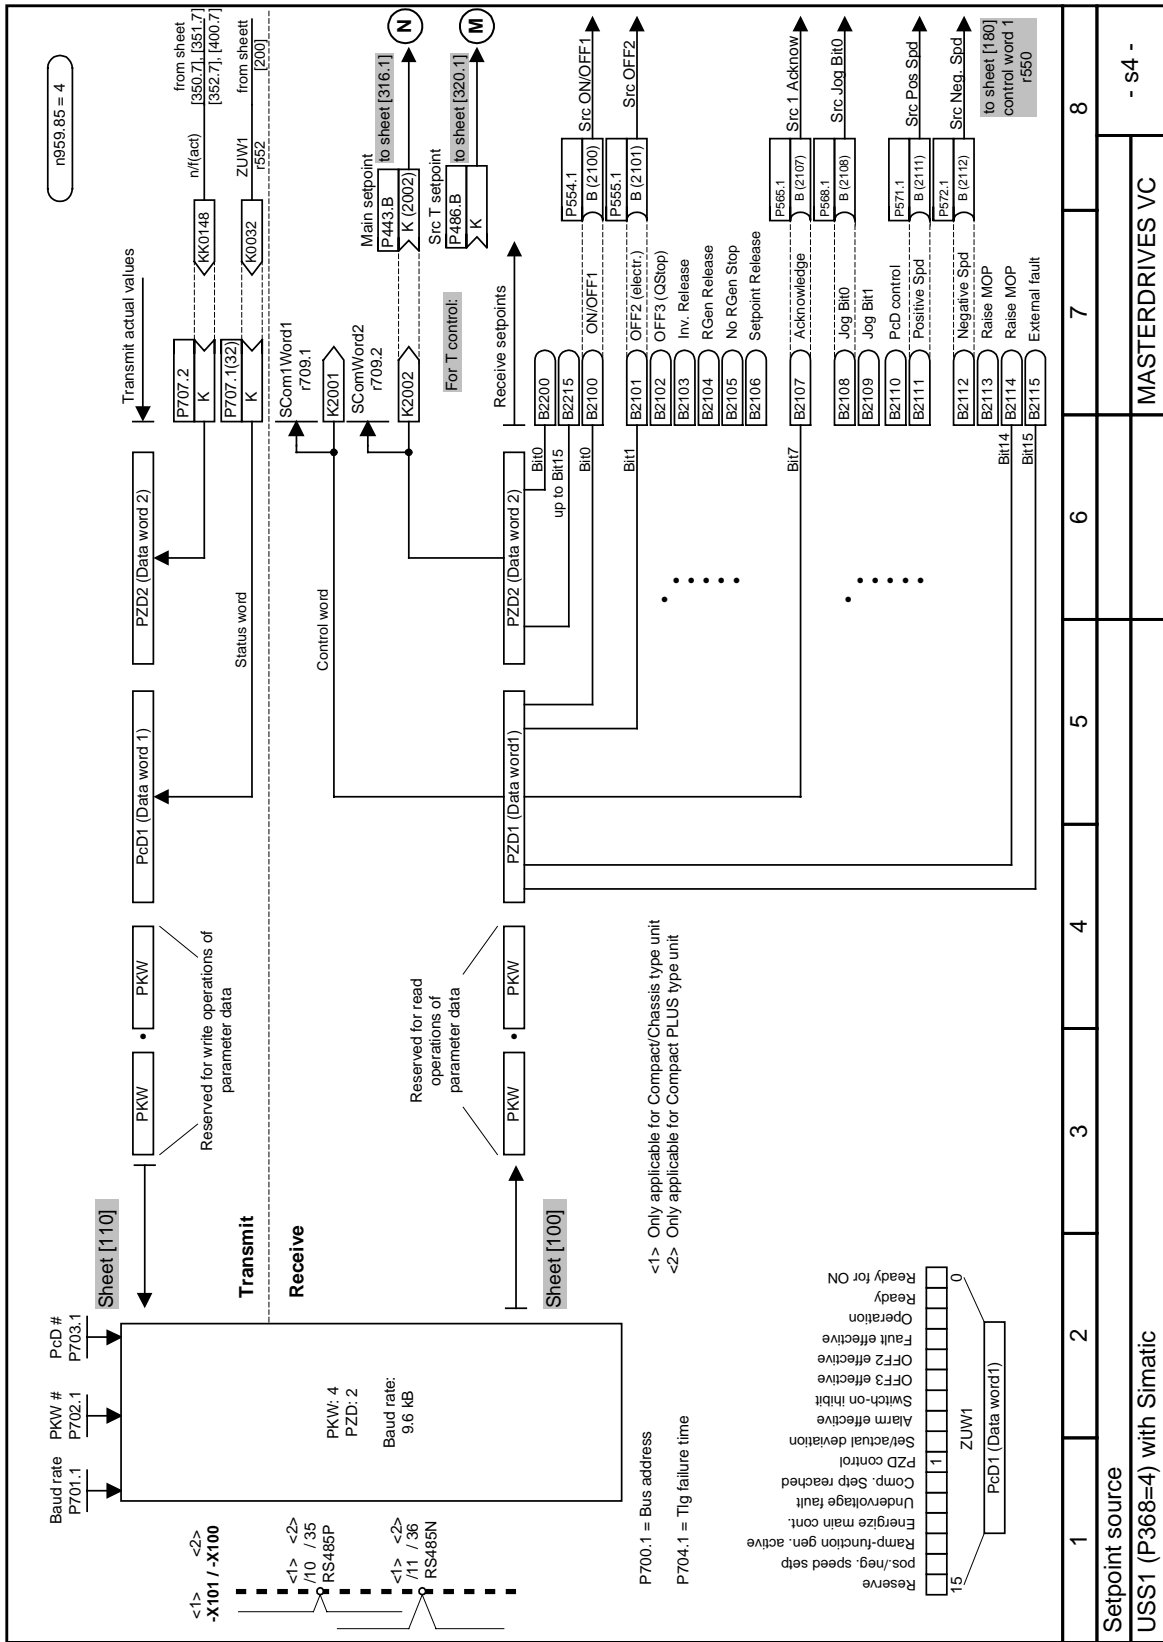 n959.85 = 4
Baud rate
P701.1
PKW #
P702.1
PcD #
P703.1
<1> <2>
-X101 / -X100
<1> <2>
/10 / 35
RS485P
<1> <2>
/11 / 36
RS485N
PKW: 4
PZD: 2
Baud rate:
9.6 kB
Sheet [110]
Transmit
Receive
Sheet [100]
PKW
PKW
Reserved for write operations of
parameter data
PcD1 (Data word 1)
PZD2 (Data word 2)
Transmit actual values
Status word
P707.2
K
KK0148
n/f(act)
from sheet
[350.7], [351.7]
[352.7], [400.7]
P707.1(32)
K
K0032
ZUW1
r552
from sheett
[200]
Control word
SCom1Word1
r709.1
K2001
SComWord2
r709.2
K2002
Main setpoint
P443.B
K (2002)
to sheet [316.1]
N
Src T setpoint
P486.B
K
to sheet [320.1]
M
For T control:
Receive setpoints
Reserved for read
operations of
parameter data
PKW
PKW
PZD1 (Data word1)
PZD2 (Data word 2)
Bit0
B2200
up to Bit15
B2215
Bit0
B2100
ON/OFF1
P554.1
B (2100)
Src ON/OFF1
Bit1
B2101
OFF2 (electr.)
P555.1
B (2101)
Src OFF2
B2102
OFF3 (QStop)
B2103
Inv. Release
B2104
RGen Release
B2105
No RGen Stop
B2106
Setpoint Release
Bit7
B2107
Acknowledge
P565.1
B (2107)
Src 1 Acknow
B2108
Jog Bit0
P568.1
B (2108)
Src Jog Bit0
B2109
Jog Bit1
B2110
PcD control
B2111
Positive Spd
P571.1
B (2111)
Src Pos Spd
B2112
Negative Spd
P572.1
B (2112)
Src Neg. Spd
B2113
Raise MOP
Bit14
B2114
Raise MOP
Bit15
B2115
External fault
to sheet [180]
control word 1
r550
<1> Only applicable for Compact/Chassis type unit
<2> Only applicable for Compact PLUS type unit
P700.1 = Bus address
P704.1 = Tlg failure time
Reserve
pos./neg. speed setp
Ramp-function gen. active
Energize main cont.
Undervoltage fault
Comp. Setp reached
PZD control
Set/actual deviation
Alarm effective
Switch-on inibit
OFF3 effective
OFF2 effective
Fault effective
Operation
Ready
Ready for ON
1
15
0
ZUW1
PcD1 (Data word1)
1
2
3
4
5
6
7
8
Setpoint source
USS1 (P368=4) with Simatic
MASTERDRIVES VC
- s4 -